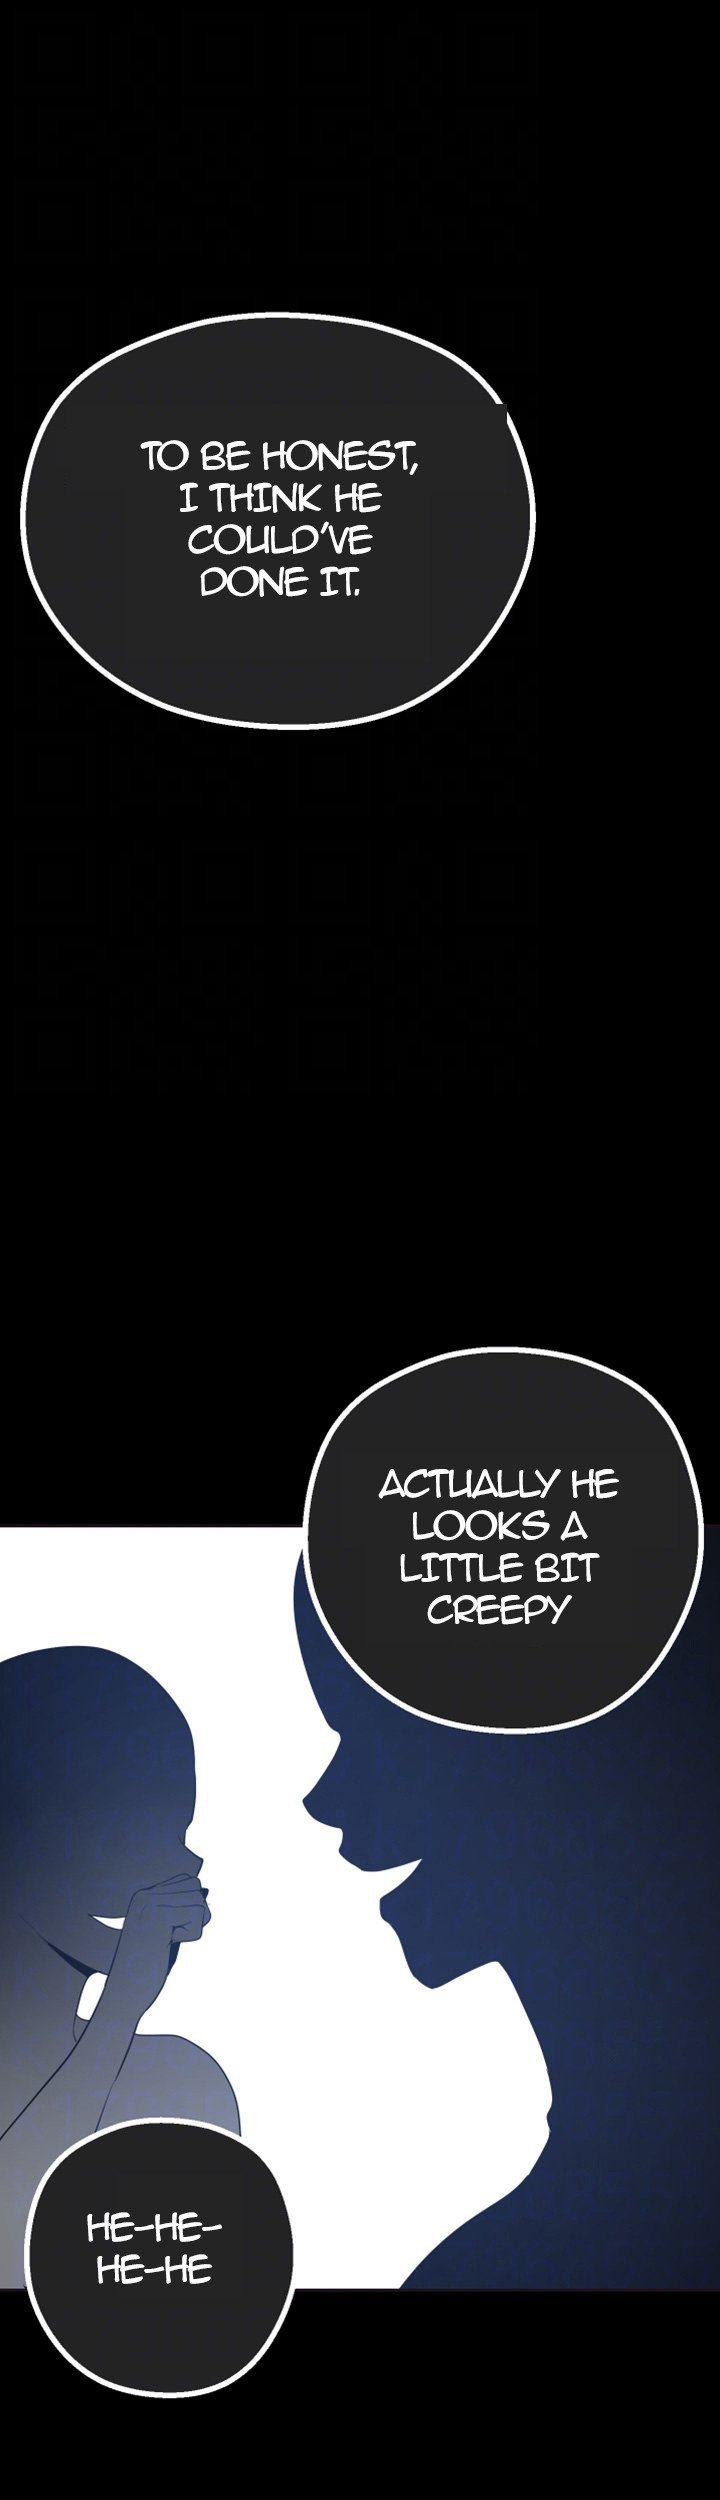 TO BE HONEST,
I THINK HE
COULD'VE
DONE IT.
ACTUALLY HE
LOOKS A
LITTLE BIT
CREEPY
HE-HE-
HE-HE